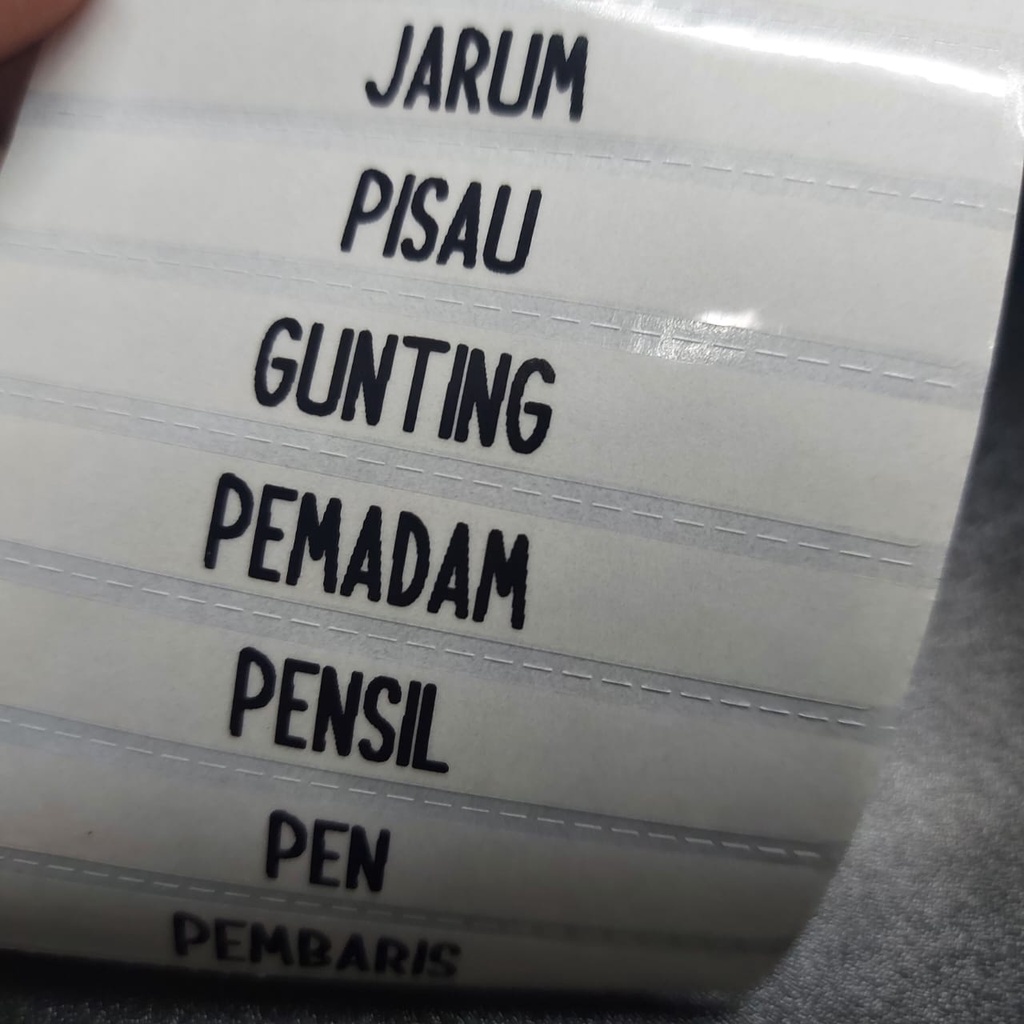 JARUM
PISAU
GUNTING
PEMADAM
PENSIL
PEN
PEMBARIS